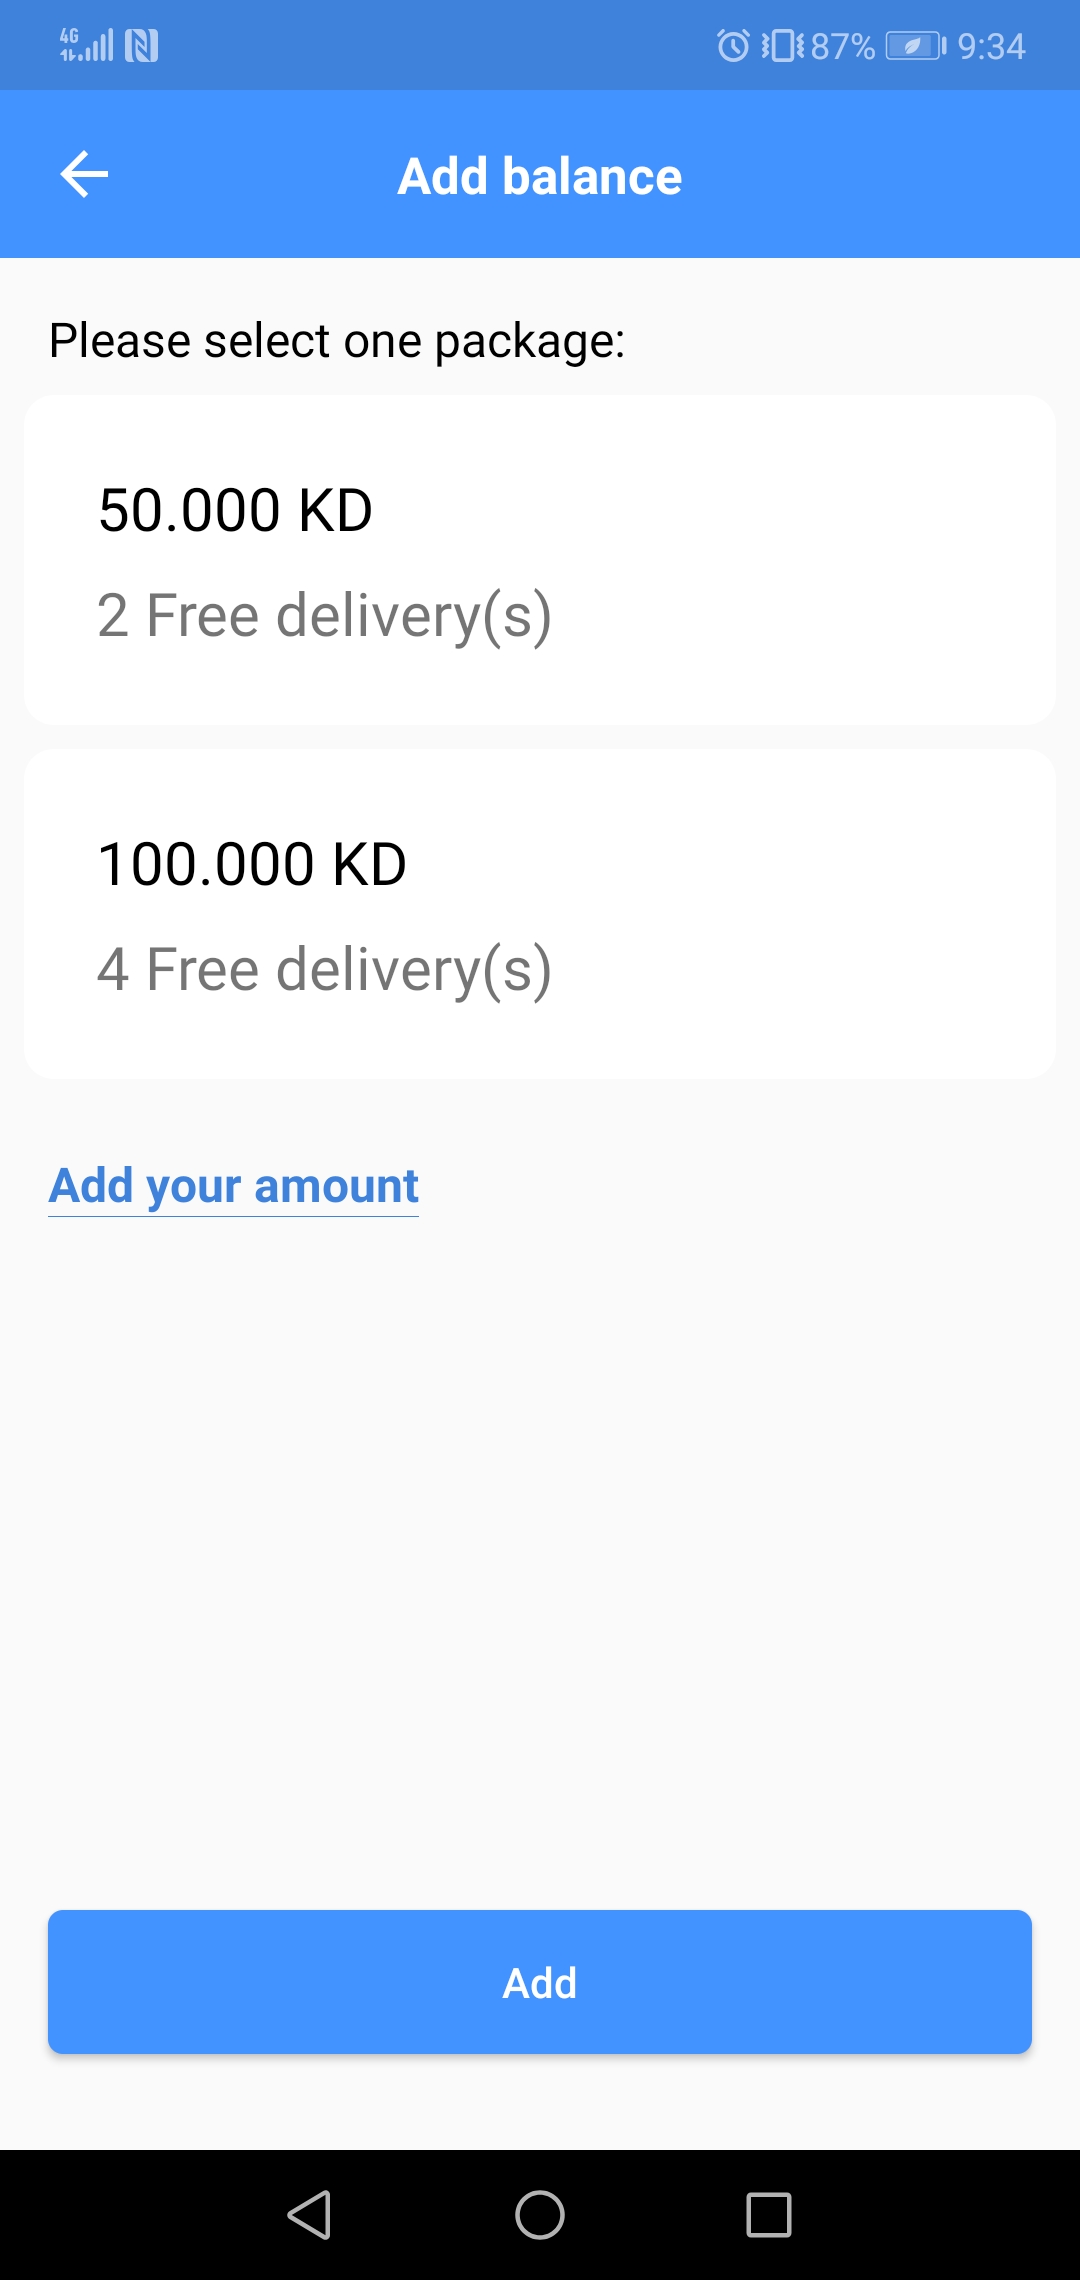 4G 87% 9:34
Add balance
Please select one package:
50.000 KD
2 Free delivery(s)
100.000 KD
4 Free delivery(s)
Add your amount
Add